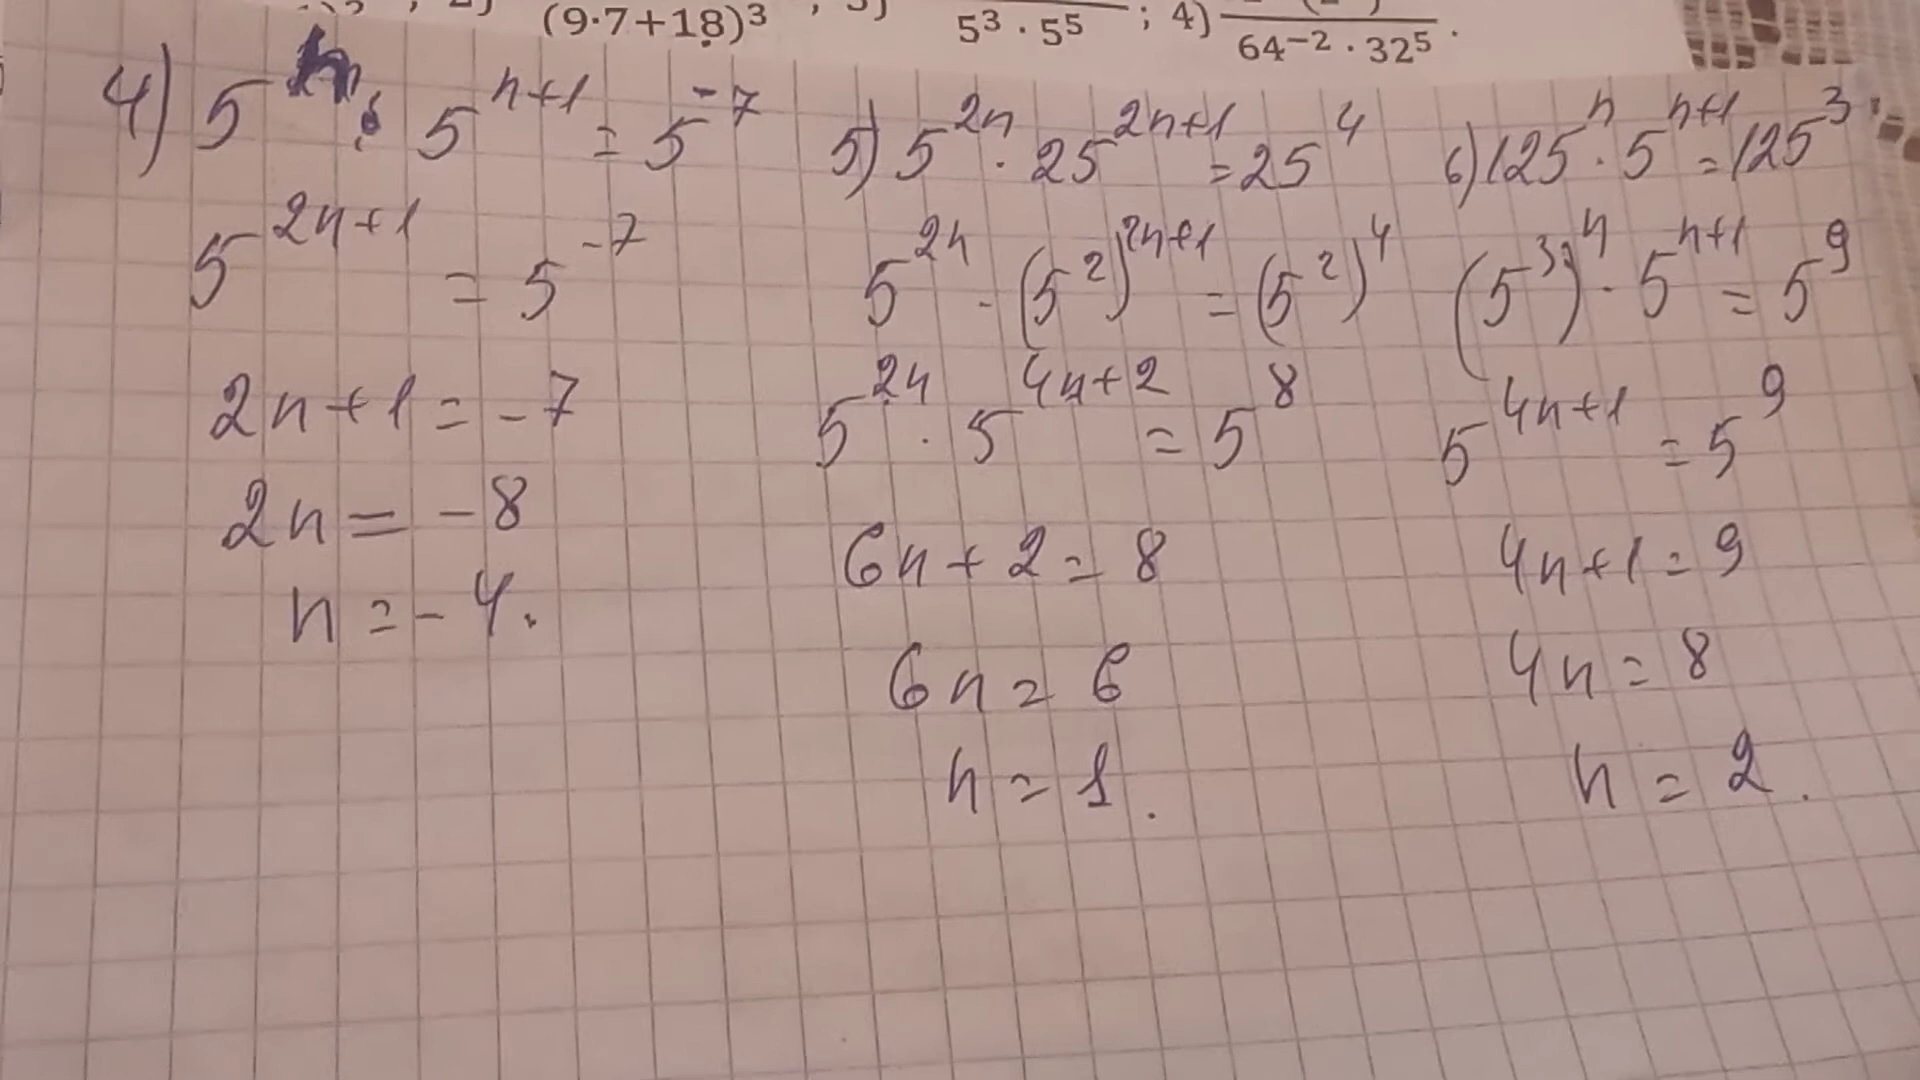 (9·7+18)³ ; 3) 5³ · 5⁵ ; 4) 64⁻² · 32⁵ .
4) 5ⁿ · 5ⁿ⁺¹ = 5⁻⁷
5²ⁿ⁺¹ = 5⁻⁷
2n+1 = -7
2n = -8
n = -4.
5) 5²ⁿ · 25²ⁿ⁺¹ = 25⁴
5²ⁿ · (5²)²ⁿ⁺¹ = (5²)⁴
5²ⁿ · 5⁴ⁿ⁺² = 5⁸
6n + 2 = 8
6n = 6
n = 1.
6) 125ⁿ · 5ⁿ⁺¹ = 125³
(5³)ⁿ · 5ⁿ⁺¹ = 5⁹
5⁴ⁿ⁺¹ = 5⁹
4n+1 = 9
4n = 8
n = 2.